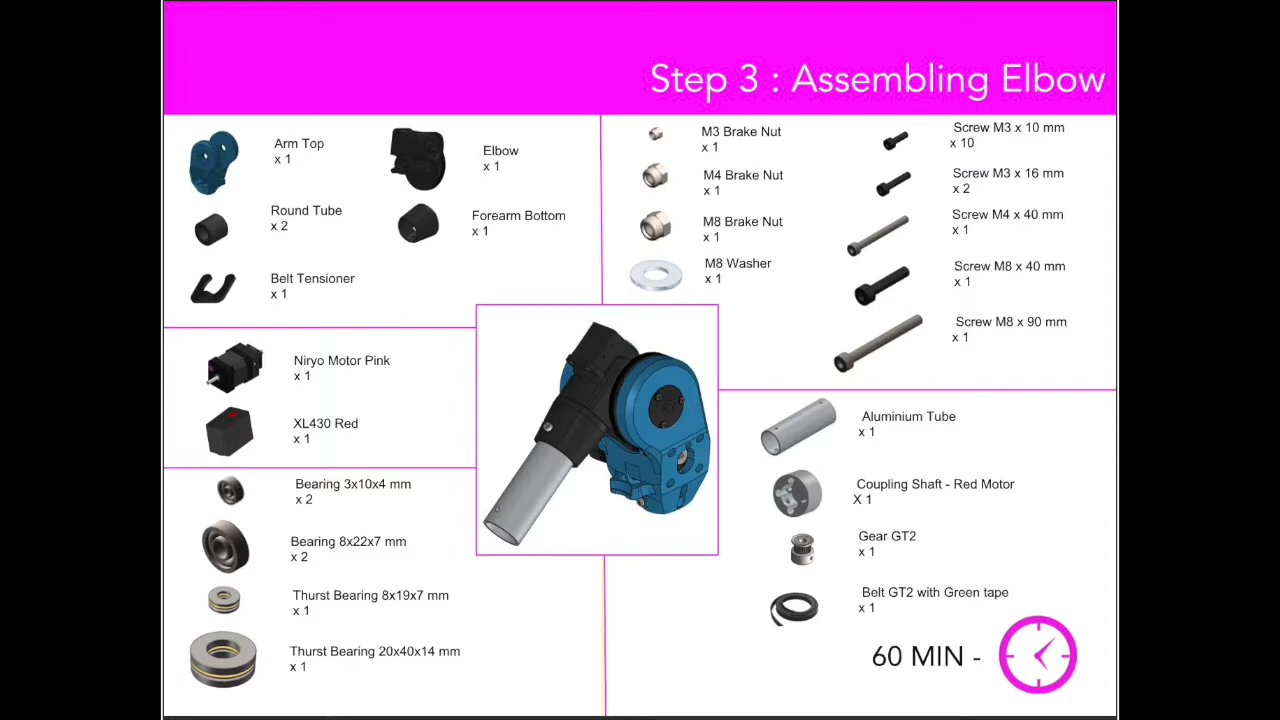 Step 3 : Assembling Elbow
Arm Top
x 1
Elbow
x 1
Round Tube
x 2
Forearm Bottom
x 1
Belt Tensioner
x 1
Niryo Motor Pink
x 1
XL430 Red
x 1
Bearing 3x10x4 mm
x 2
Bearing 8x22x7 mm
x 2
Thurst Bearing 8x19x7 mm
x 1
Thurst Bearing 20x40x14 mm
x 1
M3 Brake Nut
x 1
M4 Brake Nut
x 1
M8 Brake Nut
x 1
M8 Washer
x 1
Screw M3 x 10 mm
x 10
Screw M3 x 16 mm
x 2
Screw M4 x 40 mm
x 1
Screw M8 x 40 mm
x 1
Screw M8 x 90 mm
x 1
Aluminium Tube
x 1
Coupling Shaft - Red Motor
X 1
Gear GT2
x 1
Belt GT2 with Green tape
x 1
60 MIN -